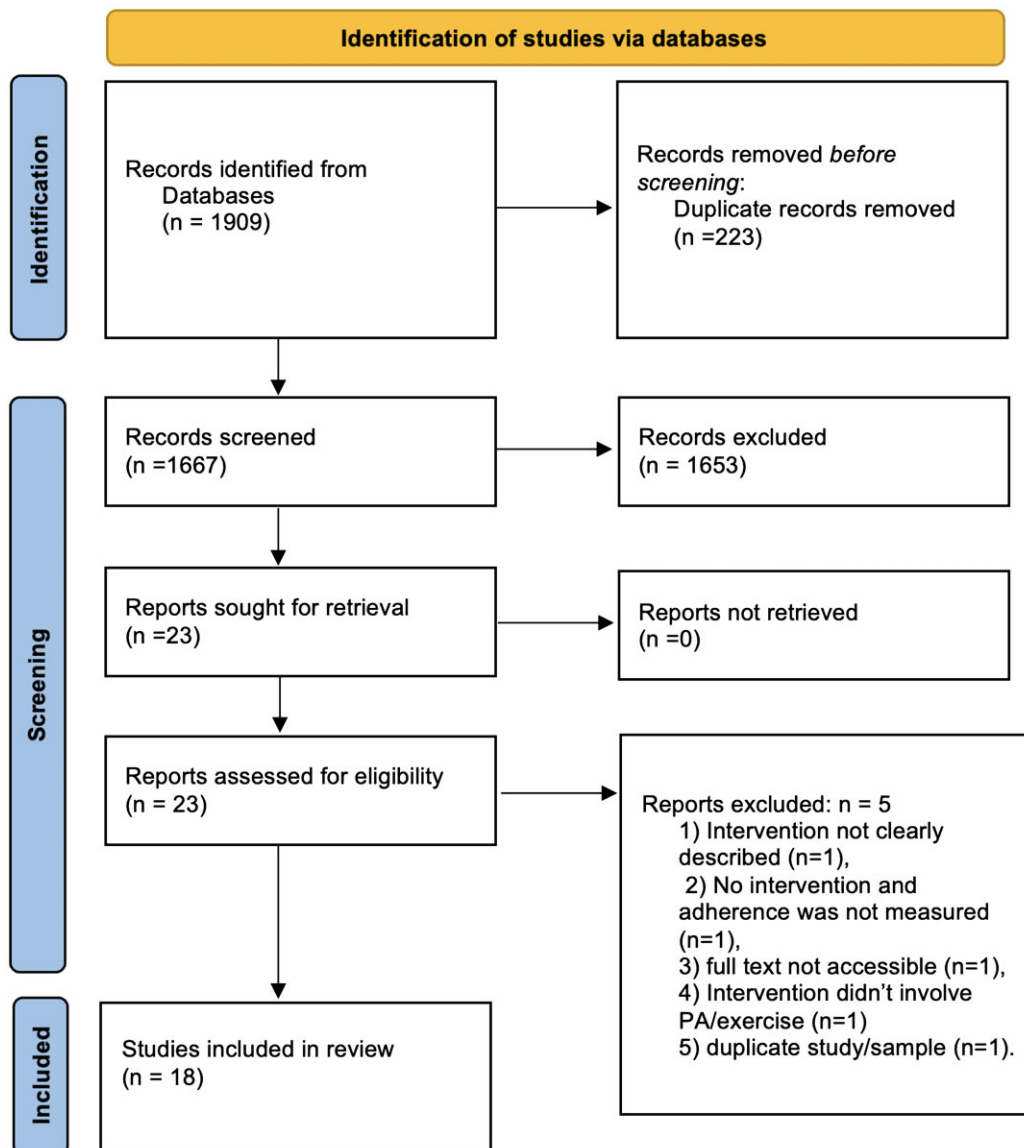 Identification of studies via databases
Identification
Records identified from
Databases
(n = 1909)
Records removed before
screening:
Duplicate records removed
(n =223)
Screening
Records screened
(n =1667)
Records excluded
(n = 1653)
Reports sought for retrieval
(n =23)
Reports not retrieved
(n =0)
Reports assessed for eligibility
(n = 23)
Reports excluded: n = 5
1) Intervention not clearly
described (n=1),
2) No intervention and
adherence was not measured
(n=1),
3) full text not accessible (n=1),
4) Intervention didn’t involve
PA/exercise (n=1)
5) duplicate study/sample (n=1).
Included
Studies included in review
(n = 18)